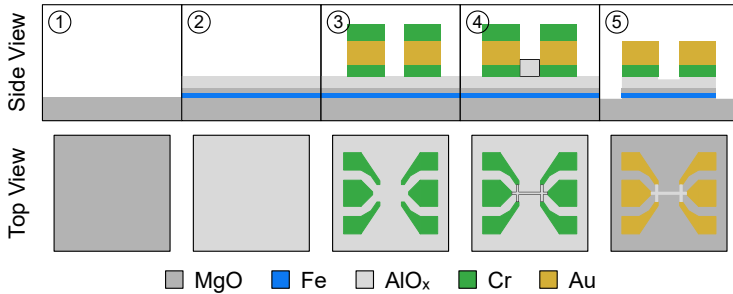 Side View
① ② ③ ④ ⑤
Top View
MgO Fe AlOₓ Cr Au